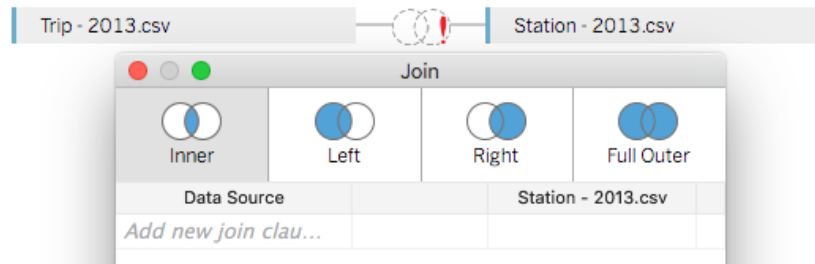 Trip - 2013.csv
Station - 2013.csv
Join
Inner
Left
Right
Full Outer
Data Source
Station - 2013.csv
Add new join clau...